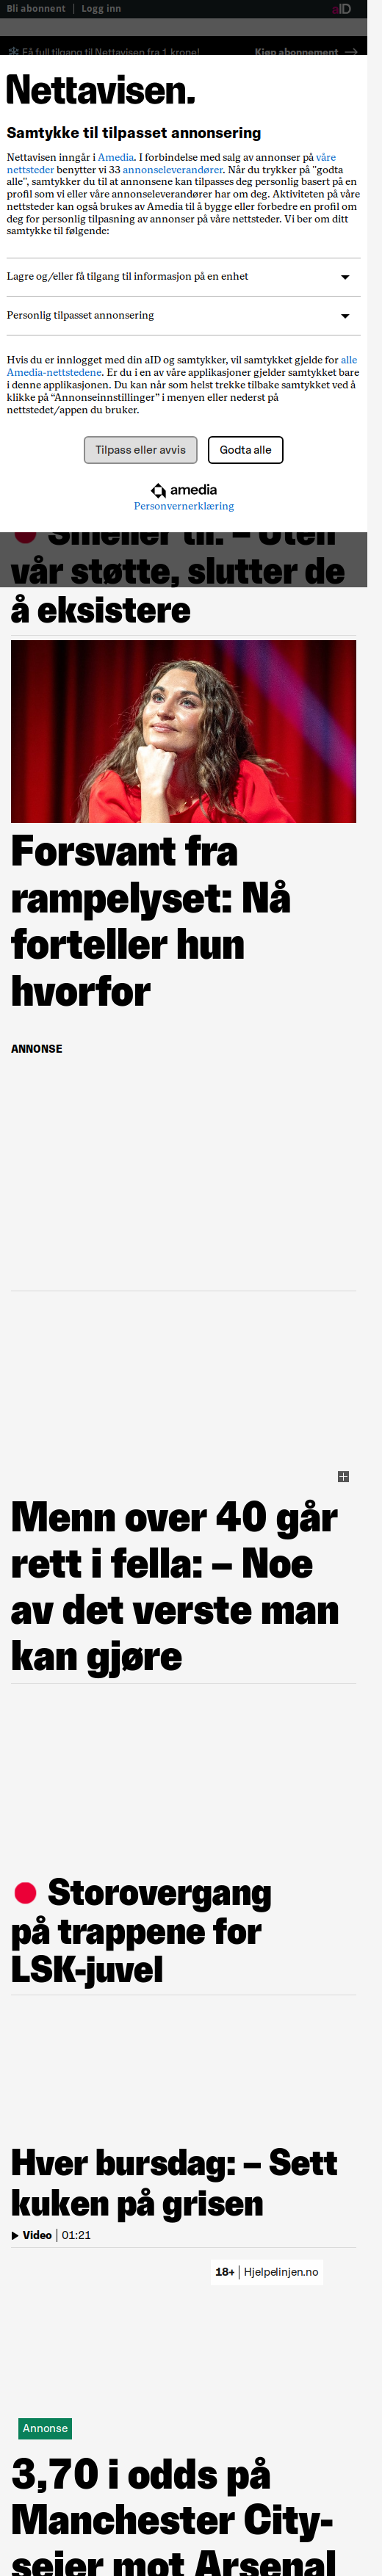 Bli abonnent | Logg inn
aID
Få full tilgang til Nettavisen fra 1 krone!
Kjøp abonnement
Nettavisen.
Samtykke til tilpasset annonsering
Nettavisen inngår i Amedia. I forbindelse med salg av annonser på våre
nettsteder benytter vi 33 annonseleverandører. Når du trykker på "godta
alle", samtykker du til at annonsene kan tilpasses deg personlig basert på en
profil som vi eller våre annonseleverandører har om deg. Aktiviteten på våre
nettsteder kan også brukes av Amedia til å bygge eller forbedre en profil om
deg for personlig tilpasning av annonser på våre nettsteder. Vi ber om ditt
samtykke til følgende:
Lagre og/eller få tilgang til informasjon på en enhet
Personlig tilpasset annonsering
Hvis du er innlogget med din aID og samtykker, vil samtykket gjelde for alle
Amedia-nettstedene. Er du i en av våre applikasjoner gjelder samtykket bare
i denne applikasjonen. Du kan når som helst trekke tilbake samtykket ved å
klikke på “Annonseinnstillinger” i menyen eller nederst på
nettstedet/appen du bruker.
Tilpass eller avvis
Godta alle
amedia
Personvernerklæring
Smeller til: – Uten
vår støtte, slutter de
å eksistere
Forsvant fra
rampelyset: Nå
forteller hun
hvorfor
ANNONSE
Menn over 40 går
rett i fella: – Noe
av det verste man
kan gjøre
Storovergang
på trappene for
LSK-juvel
Hver bursdag: – Sett
kuken på grisen
Video | 01:21
18+ | Hjelpelinjen.no
Annonse
3,70 i odds på
Manchester City-
seier mot Arsenal